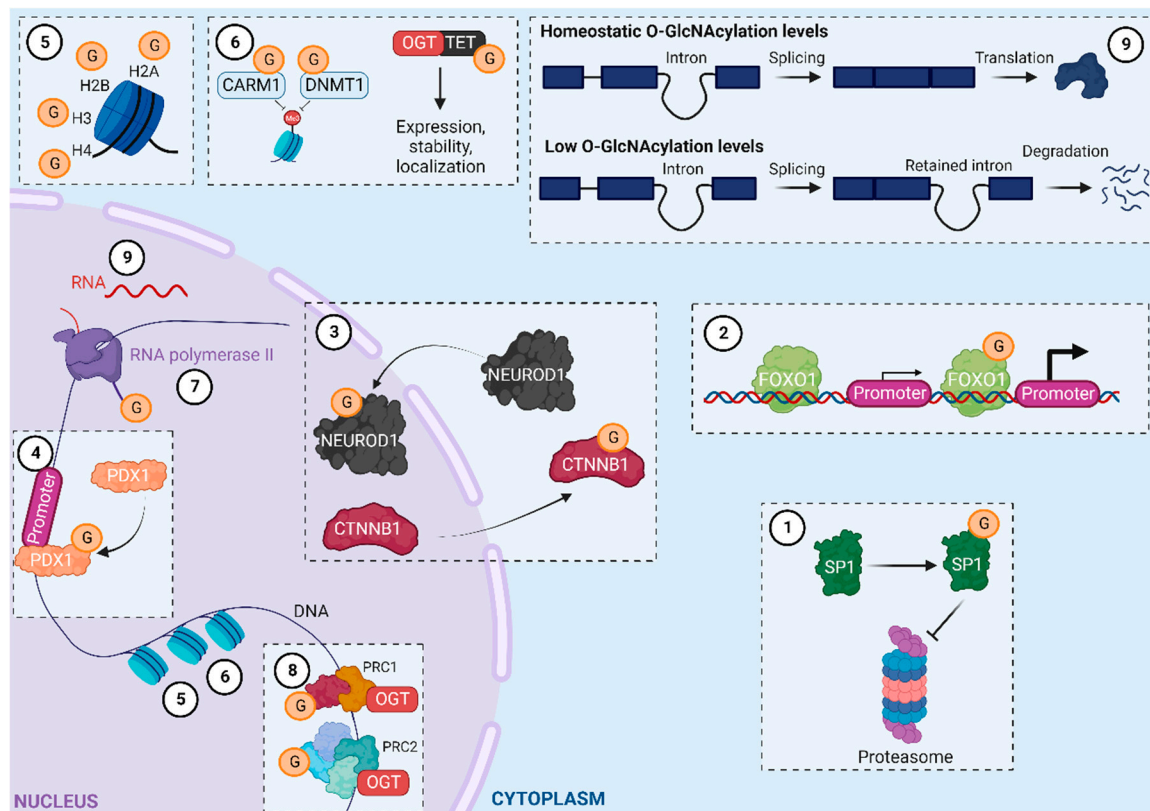 5
G
G
H2A
H2B
G
H3
G
H4
6
G
G
CARM1
DNMT1
Me3
OGT TET
G
Expression,
stability,
localization
Homeostatic O-GlcNAcylation levels
9
Intron
Splicing
Translation
Low O-GlcNAcylation levels
Intron
Splicing
Retained intron
Degradation
9
RNA
RNA polymerase II
7
G
3
NEUROD1
G
NEUROD1
G
CTNNB1
CTNNB1
2
G
FOXO1
Promoter
FOXO1
Promoter
4
Promoter
PDX1
G
PDX1
1
G
SP1
SP1
Proteasome
DNA
5
6
8
PRC1
G
OGT
PRC2
G
OGT
NUCLEUS
CYTOPLASM